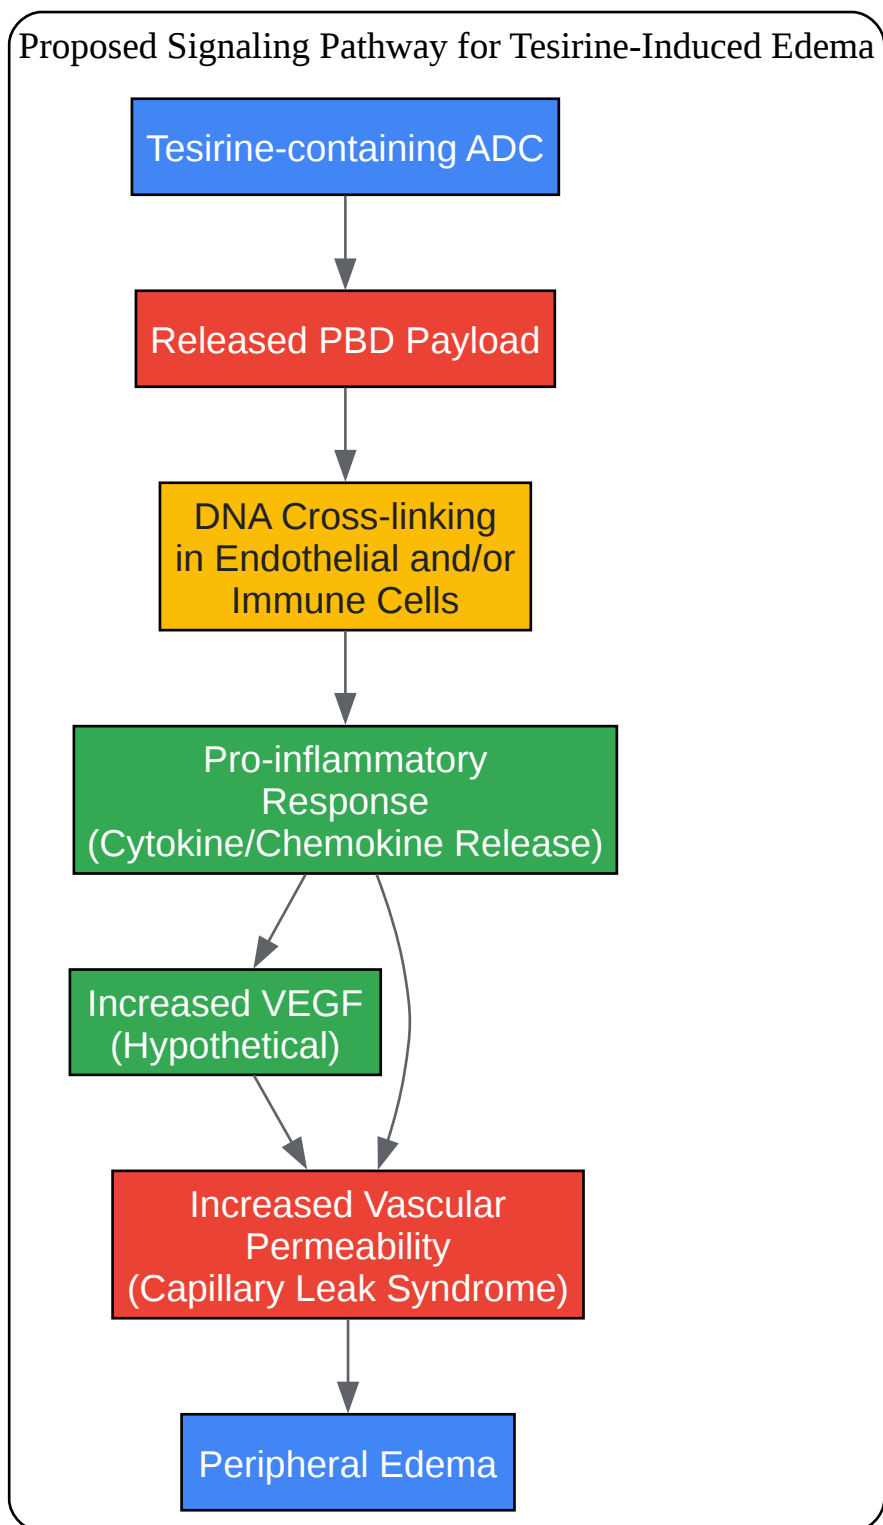 Proposed Signaling Pathway for Tesirine-Induced Edema
Tesirine-containing ADC
Released PBD Payload
DNA Cross-linking
in Endothelial and/or
Immune Cells
Pro-inflammatory
Response
(Cytokine/Chemokine Release)
Increased VEGF
(Hypothetical)
Increased Vascular
Permeability
(Capillary Leak Syndrome)
Peripheral Edema